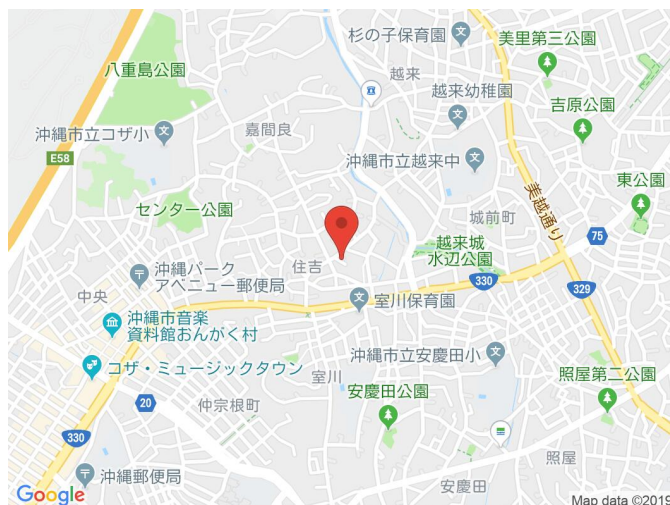 杉の子保育園
美里第三公園
八重島公園
越来
越来幼稚園
吉原公園
沖縄市立コザ小
嘉間良
沖縄市立越来中
E58
美越通り
東公園
センター公園
城前町
75
越来城
水辺公園
沖縄パーク
アベニュー郵便局
住吉
330
329
中央
室川保育園
沖縄市音楽
資料館おんがく村
沖縄市立安慶田小
コザ・ミュージックタウン
室川
照屋第二公園
安慶田公園
20
仲宗根町
330
照屋
沖縄郵便局
安慶田
Google
Map data ©2019